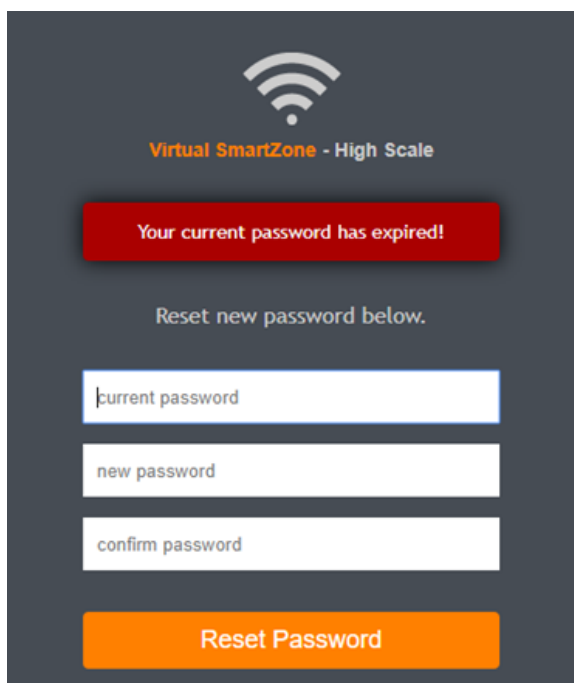 Virtual SmartZone - High Scale
Your current password has expired!
Reset new password below.
current password
new password
confirm password
Reset Password